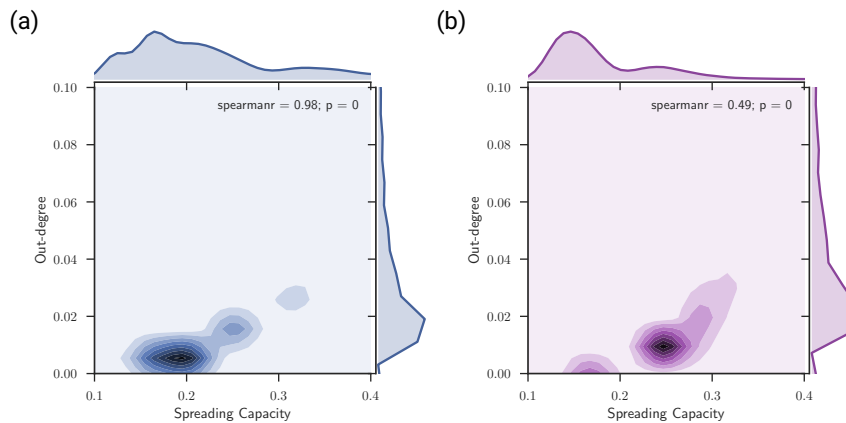 (a)
spearmanr = 0.98; p = 0
0.10
0.08
0.06
0.04
0.02
0.00
Out-degree
0.1
0.2
0.3
0.4
Spreading Capacity
(b)
spearmanr = 0.49; p = 0
0.10
0.08
0.06
0.04
0.02
0.00
Out-degree
0.1
0.2
0.3
0.4
Spreading Capacity